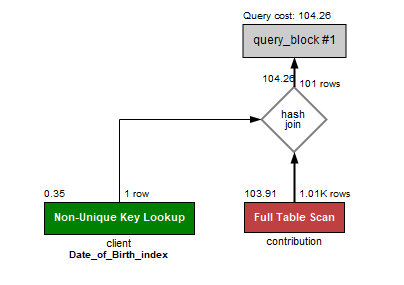 Query cost: 104.26
query_block #1
104.26
101 rows
hash
join
0.35
1 row
103.91
1.01K rows
Non-Unique Key Lookup
Full Table Scan
client
contribution
Date_of_Birth_index